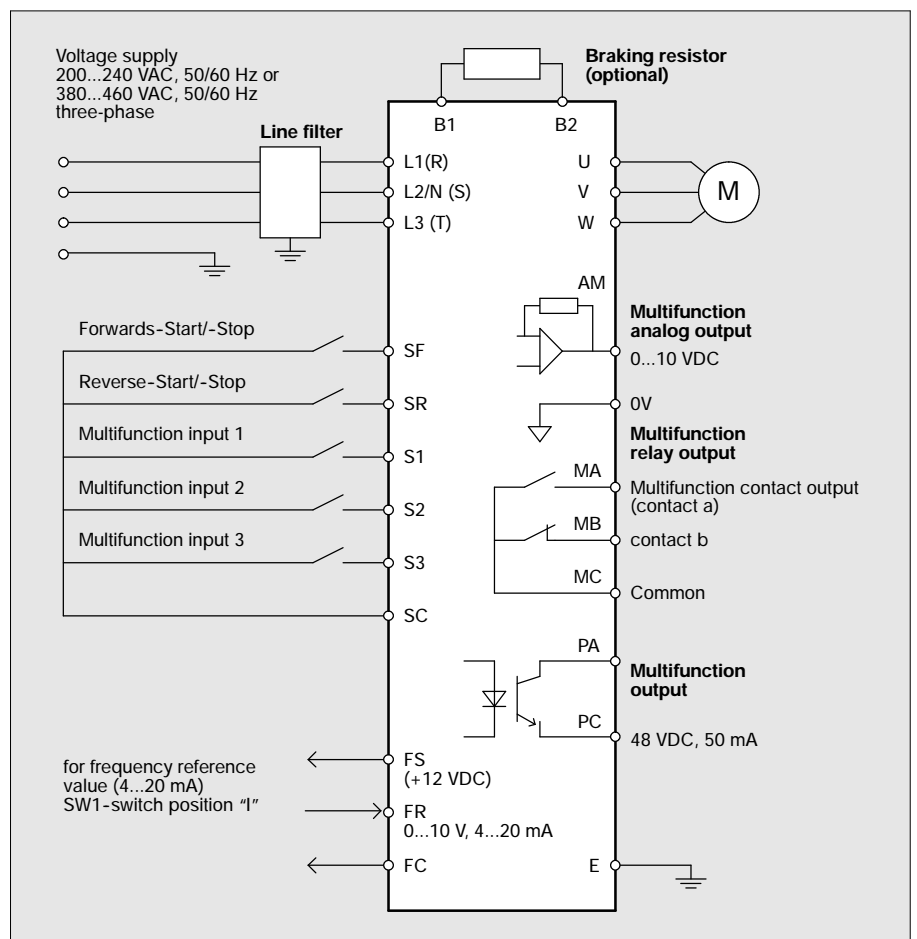 Voltage supply
200...240 VAC, 50/60 Hz or
380...460 VAC, 50/60 Hz
three-phase
Line filter
Braking resistor
(optional)
B1
B2
L1(R)
L2/N (S)
L3 (T)
U
V
W
M
Forwards-Start/-Stop
Reverse-Start/-Stop
Multifunction input 1
Multifunction input 2
Multifunction input 3
SF
SR
S1
S2
S3
SC
AM
Multifunction
analog output
0...10 VDC
0V
Multifunction
relay output
MA
Multifunction contact output
(contact a)
MB
contact b
MC
Common
PA
Multifunction
output
PC
48 VDC, 50 mA
for frequency reference
value (4...20 mA)
SW1-switch position “I”
FS
(+12 VDC)
FR
0...10 V, 4...20 mA
FC
E